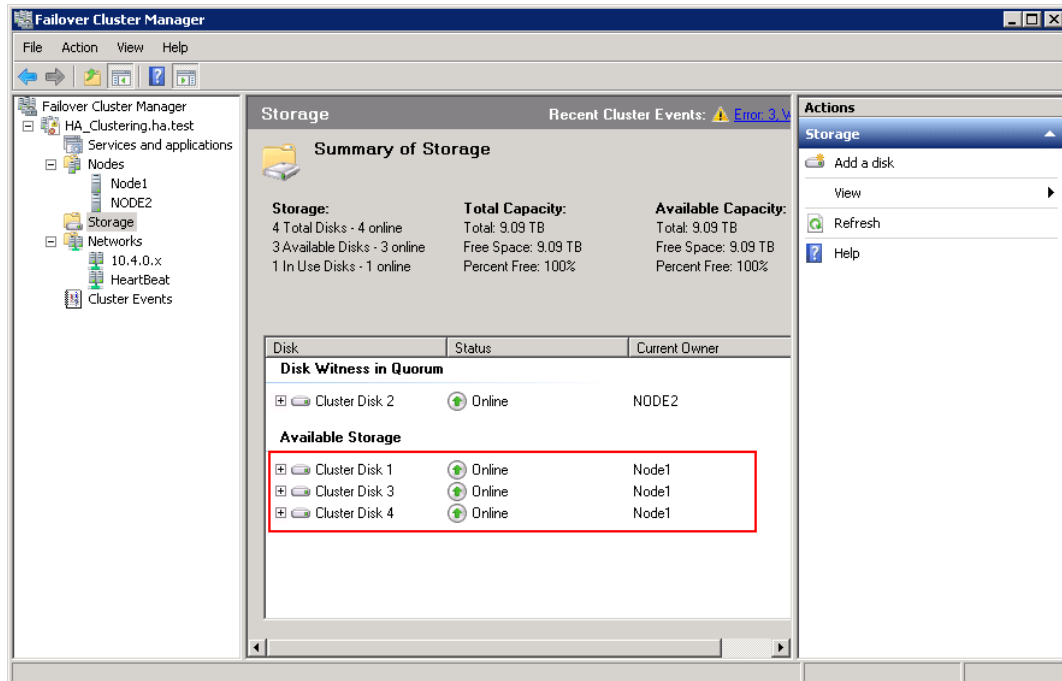 Failover Cluster Manager
File Action View Help
Failover Cluster Manager
HA_Clustering.ha.test
Services and applications
Nodes
Node1
NODE2
Storage
Networks
10.4.0.x
HeartBeat
Cluster Events
Storage Recent Cluster Events: Error: 3,
Summary of Storage
Storage: Total Capacity: Available Capacity:
4 Total Disks - 4 online Total: 9.09 TB Total: 9.09 TB
3 Available Disks - 3 online Free Space: 9.09 TB Free Space: 9.09 TB
1 In Use Disks - 1 online Percent Free: 100% Percent Free: 100%
Disk Status Current Owner
Disk Witness in Quorum
Cluster Disk 2 Online NODE2
Available Storage
Cluster Disk 1 Online Node1
Cluster Disk 3 Online Node1
Cluster Disk 4 Online Node1
Actions
Storage
Add a disk
View
Refresh
Help